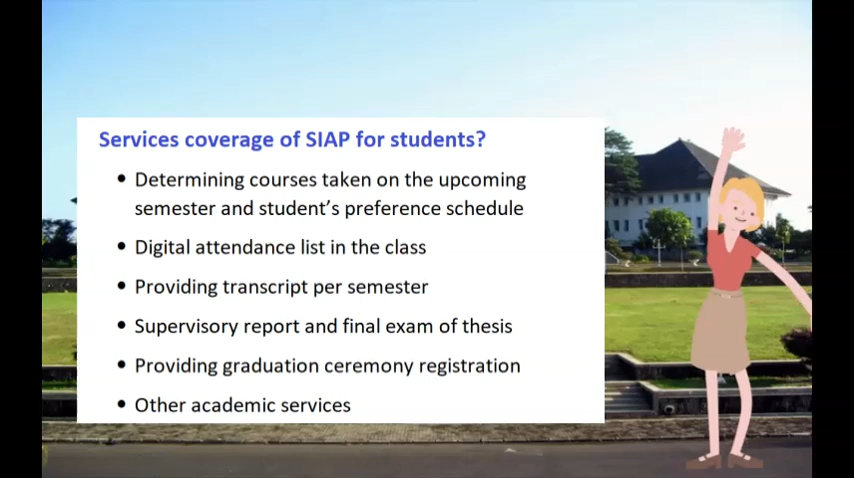 Services coverage of SIAP for students?
• Determining courses taken on the upcoming
semester and student's preference schedule
• Digital attendance list in the class
• Providing transcript per semester
• Supervisory report and final exam of thesis
• Providing graduation ceremony registration
• Other academic services